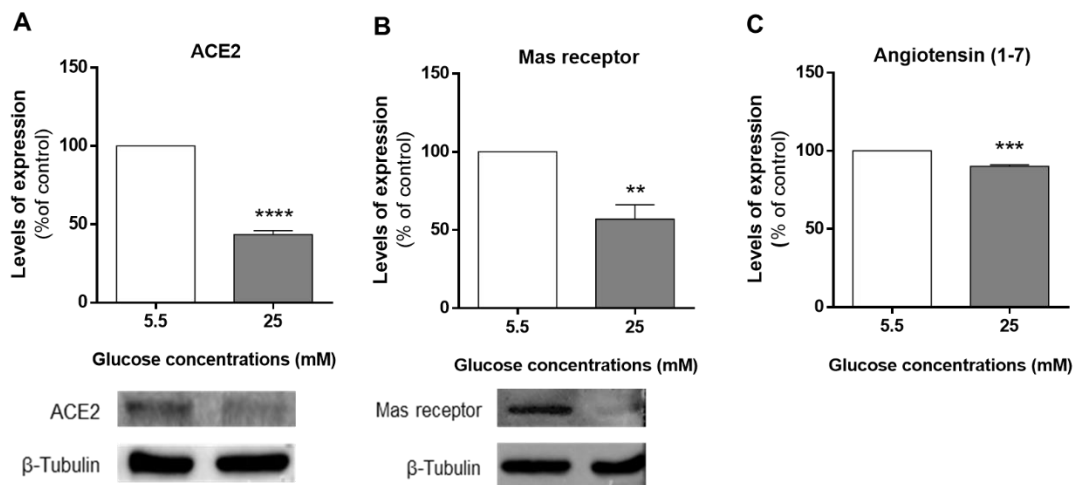 A
ACE2
Levels of expression
(%of control)
150
100
50
0
****
5.5
25
Glucose concentrations (mM)
ACE2
β-Tubulin
B
Mas receptor
Levels of expression
(% of control)
150
100
50
0
**
5.5
25
Glucose concentrations (mM)
Mas receptor
β-Tubulin
C
Angiotensin (1-7)
Levels of expression
(% of control)
150
100
50
0
***
5.5
25
Glucose concentrations (mM)